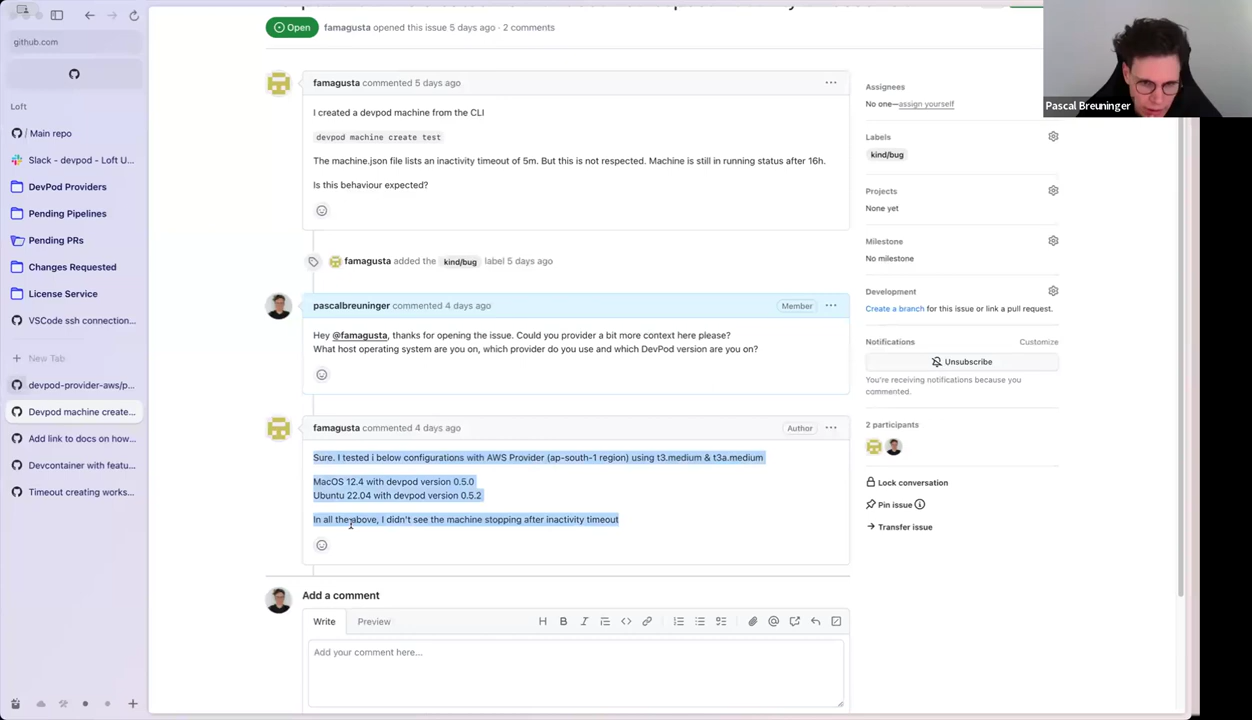 github.com
Loft
/ Main repo
Slack - devpod - Loft U...
DevPod Providers
Pending Pipelines
Pending PRs
Changes Requested
License Service
VSCode ssh connection...
New Tab
devpod-provider-aws/p...
Devpod machine create...
Add link to docs on how...
Devcontainer with featu...
Timeout creating works...
Open
famagusta opened this issue 5 days ago · 2 comments
famagusta commented 5 days ago
I created a devpod machine from the CLI
devpod machine create test
The machine.json file lists an inactivity timeout of 5m. But this is not respected. Machine is still in running status after 16h.
Is this behaviour expected?
famagusta added the kind/bug label 5 days ago
pascalbreuninger commented 4 days ago
Member
Hey @famagusta, thanks for opening the issue. Could you provider a bit more context here please?
What host operating system are you on, which provider do you use and which DevPod version are you on?
famagusta commented 4 days ago
Author
Sure. I tested i below configurations with AWS Provider (ap-south-1 region) using t3.medium & t3a.medium
MacOS 12.4 with devpod version 0.5.0
Ubuntu 22.04 with devpod version 0.5.2
In all the above, I didn't see the machine stopping after inactivity timeout
Add a comment
Write
Preview
Add your comment here...
Assignees
No one—assign yourself
Labels
kind/bug
Projects
None yet
Milestone
No milestone
Development
Create a branch for this issue or link a pull request.
Notifications
Customize
Unsubscribe
You're receiving notifications because you
commented.
2 participants
Lock conversation
Pin issue
Transfer issue
Pascal Breuninger